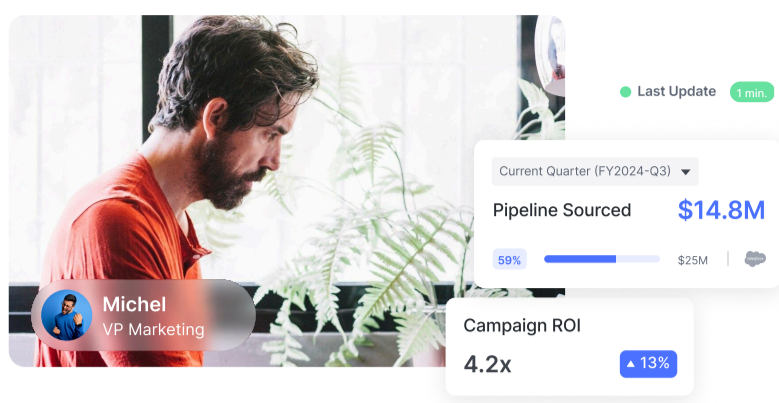 Last Update
1 min.
Current Quarter (FY2024-Q3)
Pipeline Sourced
$14.8M
59%
$25M
Campaign ROI
4.2x
13%
Michel
VP Marketing